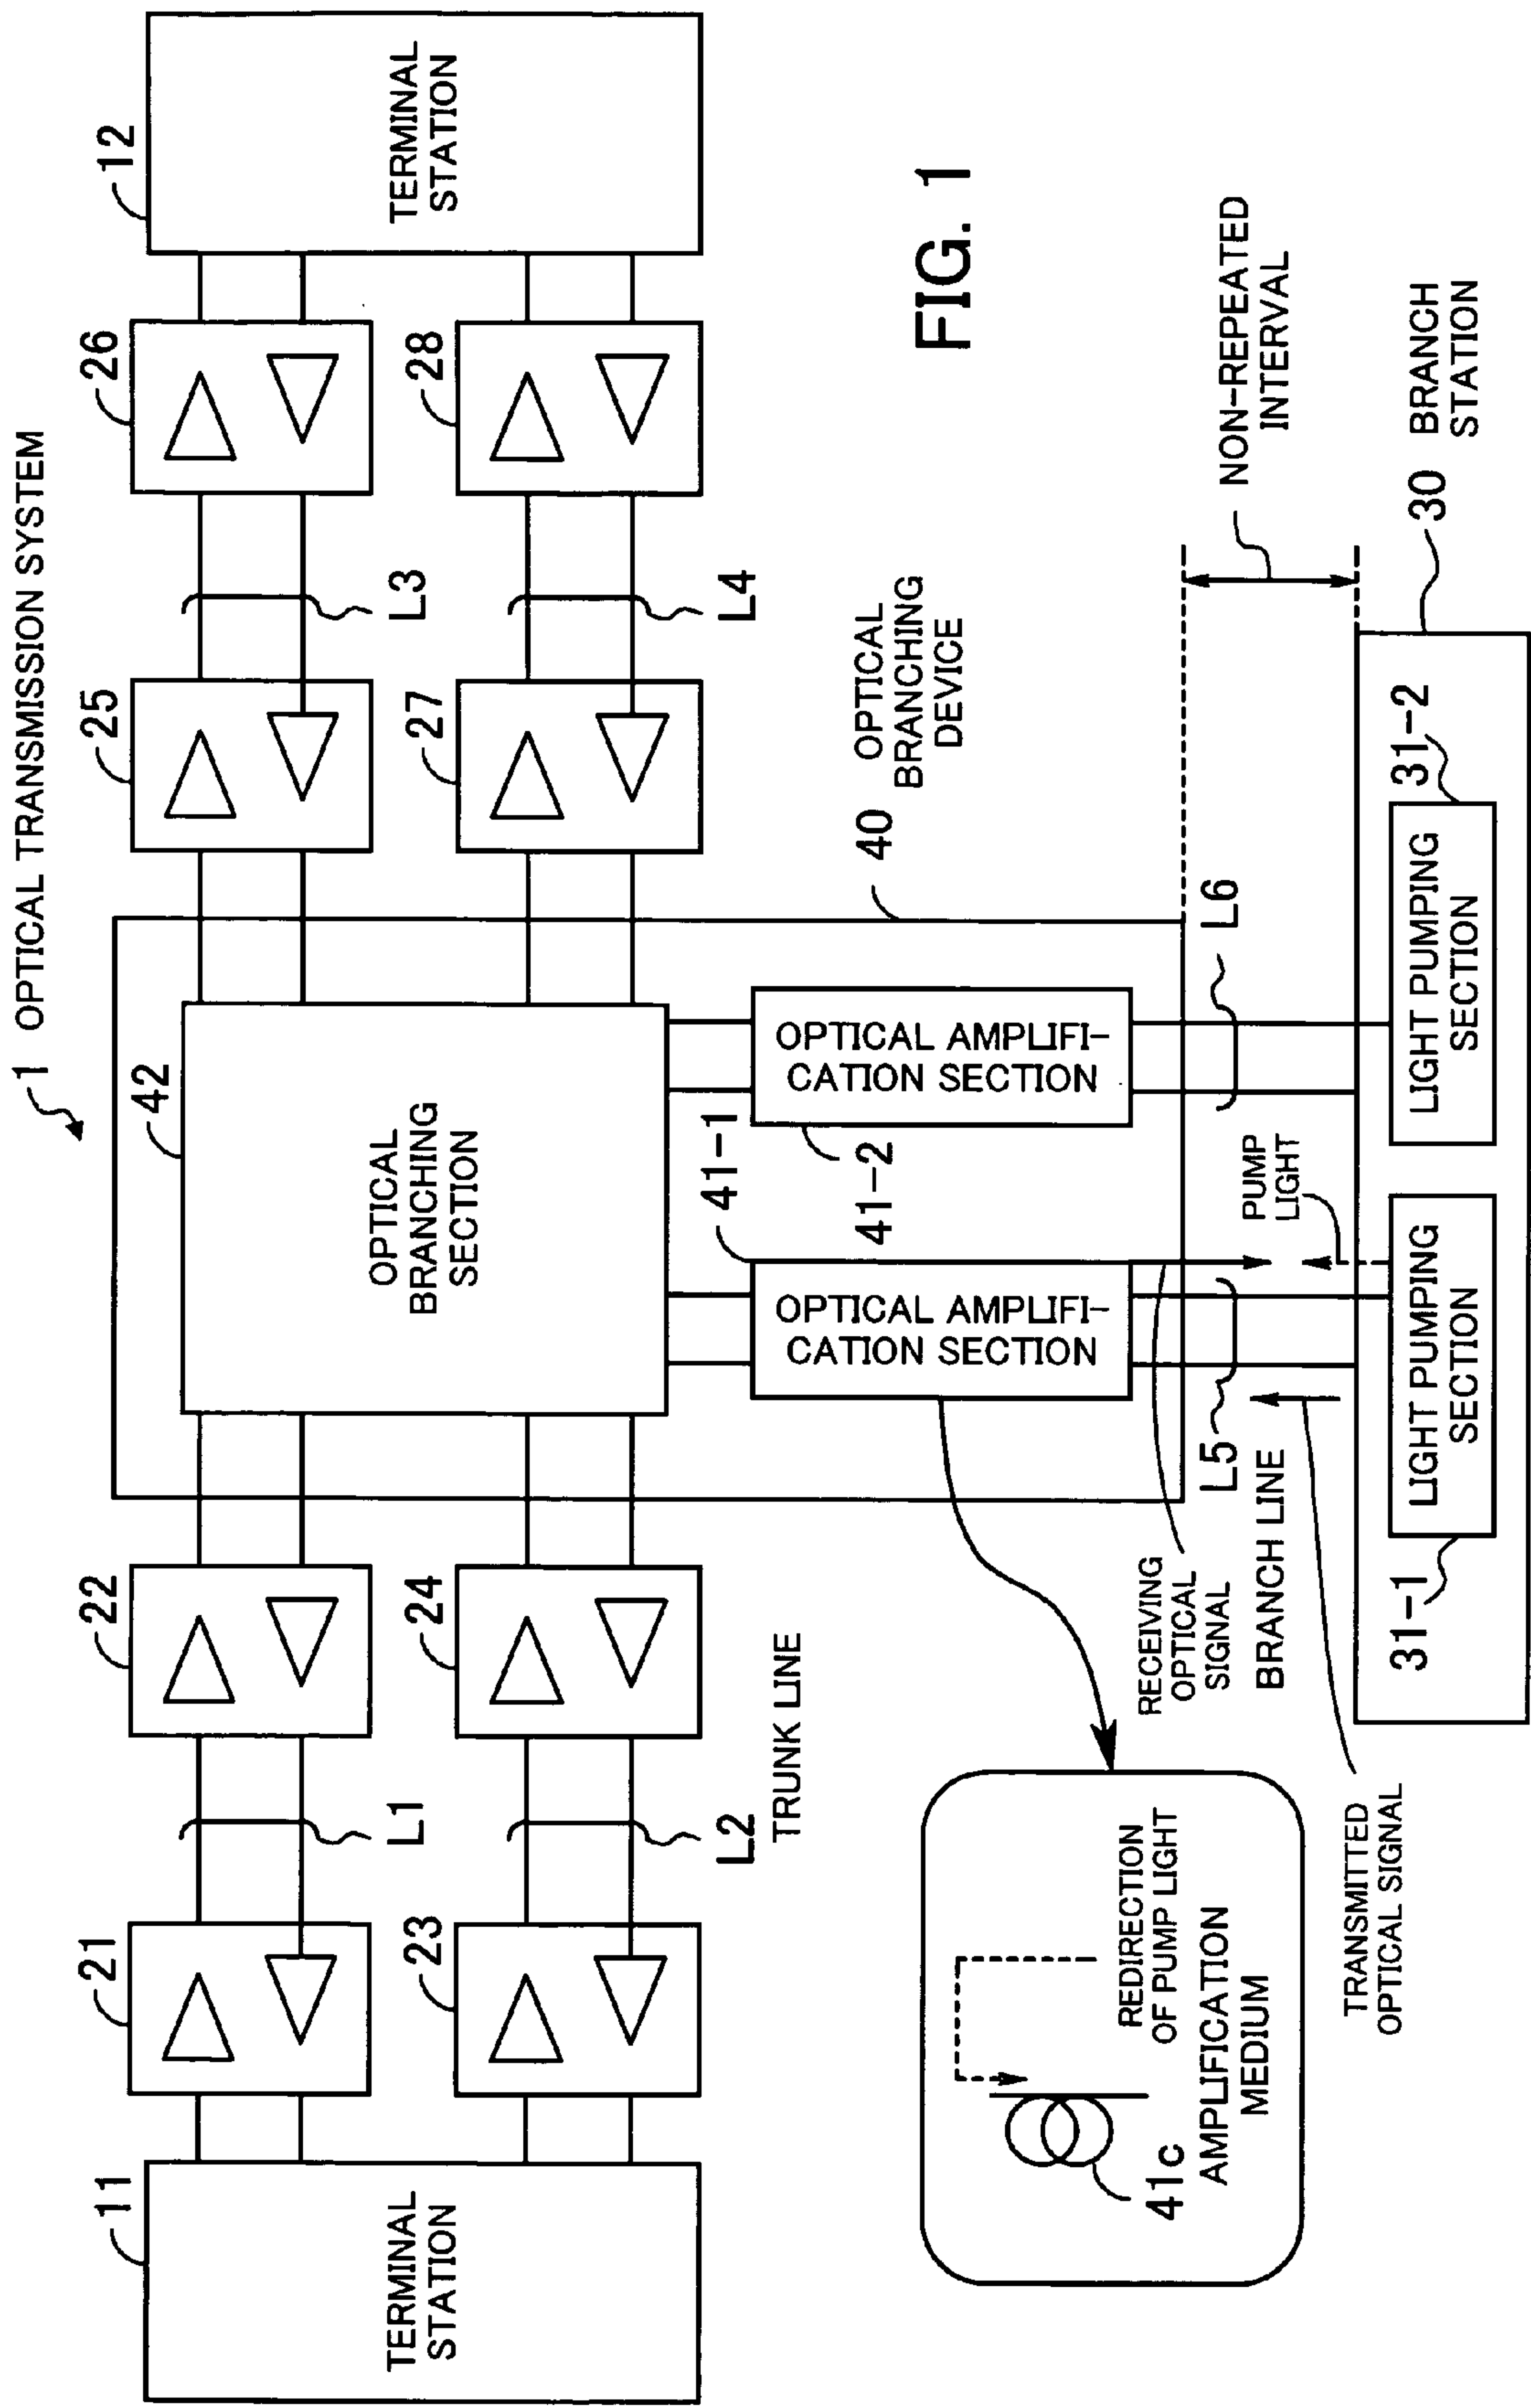 1 OPTICAL TRANSMISSION SYSTEM
11
TERMINAL
STATION
21
L1
22
42
OPTICAL
BRANCHING
SECTION
25
L3
26
12
TERMINAL
STATION
23
L2
TRUNK LINE
24
27
L4
28
40 OPTICAL
BRANCHING
DEVICE
41-1
OPTICAL AMPLIFI-
CATION SECTION
41-2
OPTICAL AMPLIFI-
CATION SECTION
FIG. 1
REDIRECTION
OF PUMP LIGHT
41c
AMPLIFICATION
MEDIUM
RECEIVING
OPTICAL
SIGNAL
L5
BRANCH LINE
PUMP
LIGHT
L6
NON-REPEATED
INTERVAL
TRANSMITTED
OPTICAL SIGNAL
31-1
LIGHT PUMPING
SECTION
LIGHT PUMPING
SECTION
31-2
30 BRANCH
STATION